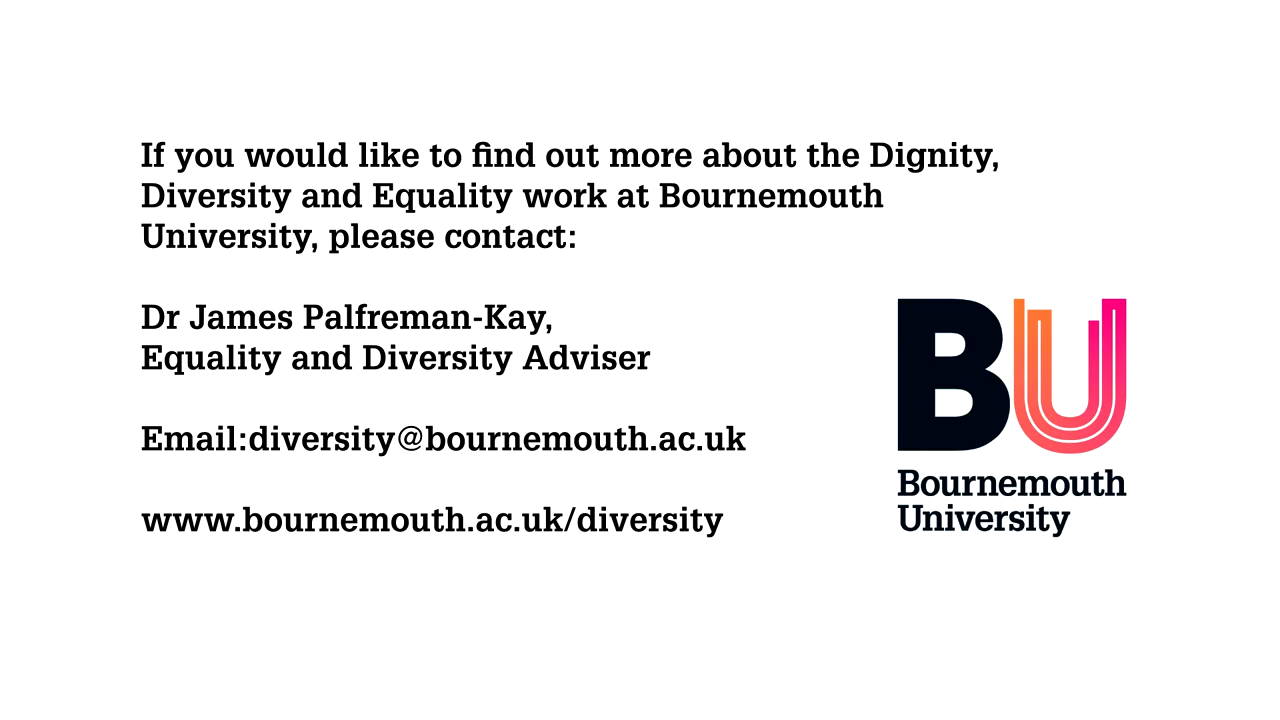 If you would like to find out more about the Dignity,
Diversity and Equality work at Bournemouth
University, please contact:
Dr James Palfreman-Kay,
Equality and Diversity Adviser
Email:diversity@bournemouth.ac.uk
www.bournemouth.ac.uk/diversity
BU
Bournemouth
University